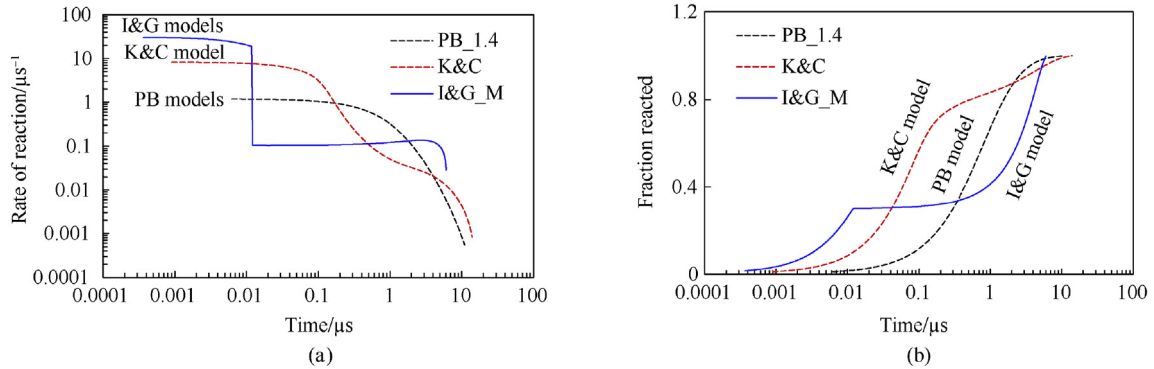 100
10
1
0.1
0.01
0.001
0.0001
Rate of reaction/µs⁻¹
I&G models
K&C model
PB models
PB_1.4
K&C
I&G_M
0.0001 0.001 0.01 0.1 1 10 100
Time/µs
(a)
1.2
0.8
0.4
0
Fraction reacted
PB_1.4
K&C
I&G_M
K&C model
PB model
I&G model
0.0001 0.001 0.01 0.1 1 10 100
Time/µs
(b)